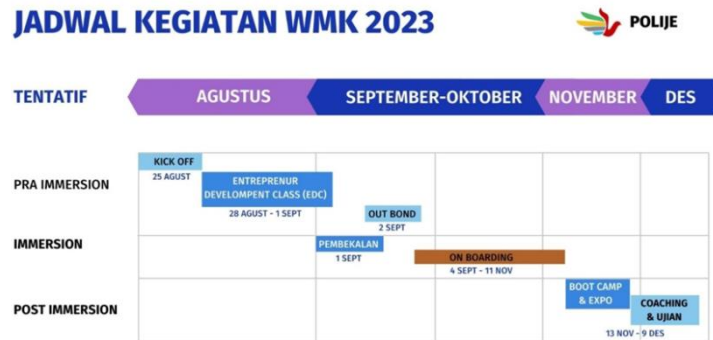 JADWAL KEGIATAN WMK 2023
POLIJE
TENTATIF
AGUSTUS
SEPTEMBER-OKTOBER
NOVEMBER
DES
PRA IMMERSION
KICK OFF
25 AGUST
ENTREPRENUR
DEVELOMPENT CLASS (EDC)
28 AGUST - 1 SEPT
OUT BOND
2 SEPT
IMMERSION
PEMBEKALAN
1 SEPT
ON BOARDING
4 SEPT - 11 NOV
POST IMMERSION
BOOT CAMP
& EXPO
COACHING
& UJIAN
13 NOV - 9 DES